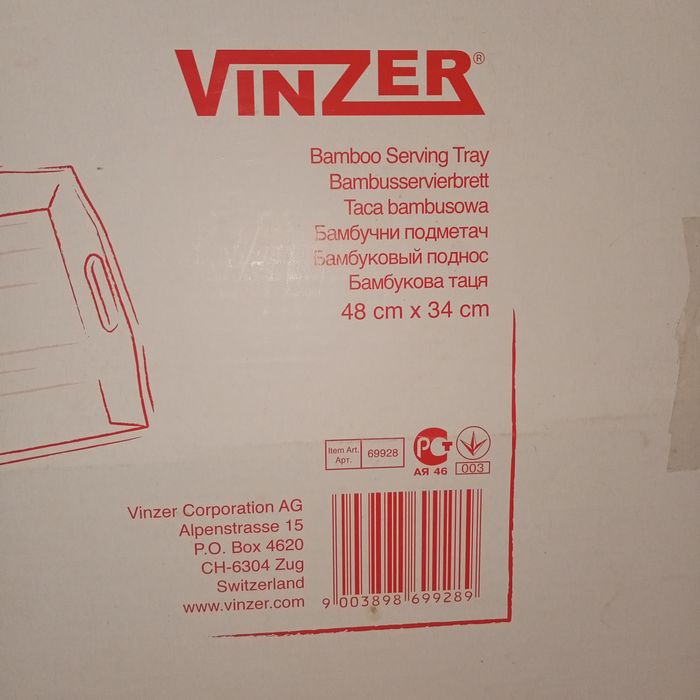 VINZER®
Bamboo Serving Tray
Bambusservierbrett
Taca bambusowa
Бамбучни подметач
Бамбуковый поднос
Бамбукова таця
48 cm x 34 cm
Item Art.
Арт.
69928
РСТ
АЯ 46
003
Vinzer Corporation AG
Alpenstrasse 15
P.O. Box 4620
CH-6304 Zug
Switzerland
www.vinzer.com
9 003898 699289